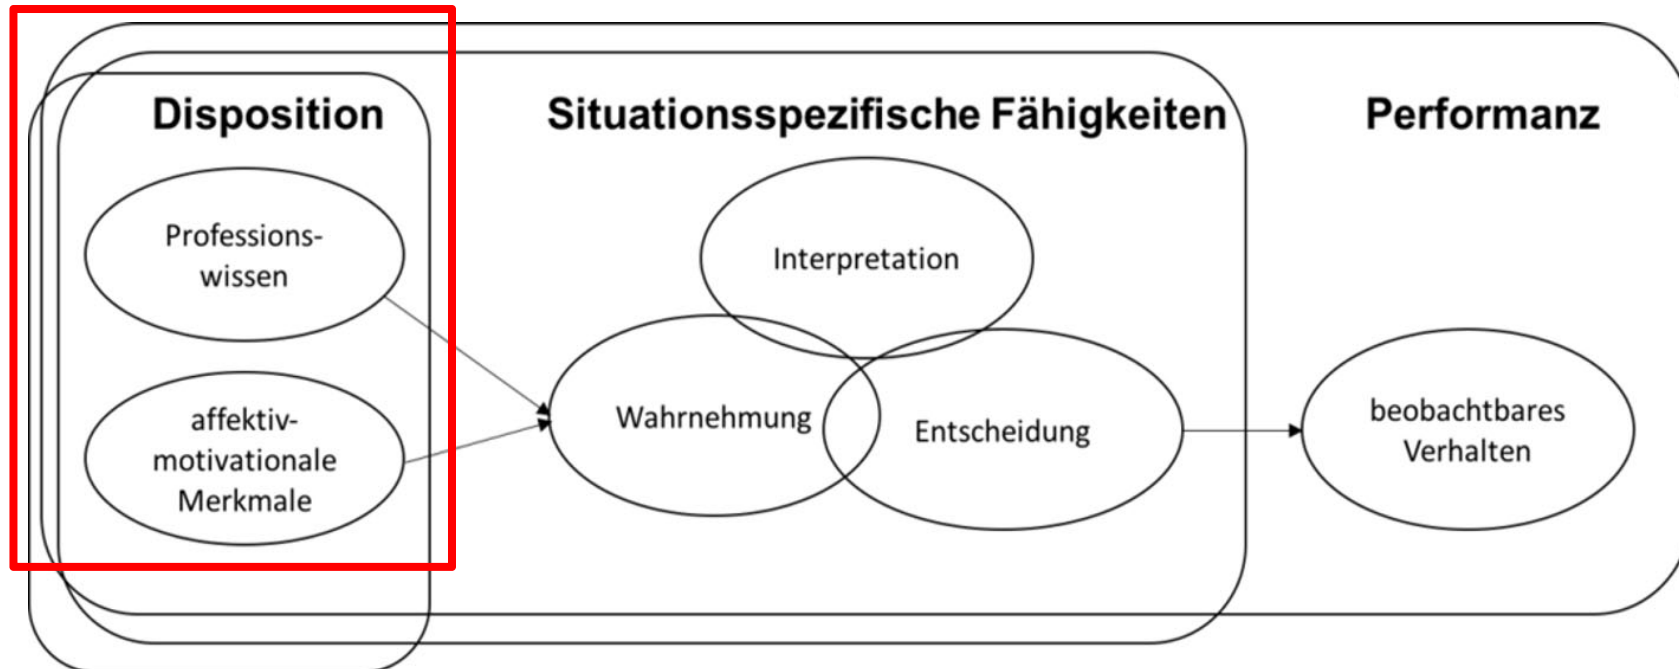 Disposition
Situationsspezifische Fähigkeiten
Performanz
Professions-
wissen
affektiv-
motivationale
Merkmale
Interpretation
Wahrnehmung
Entscheidung
beobachtbares
Verhalten